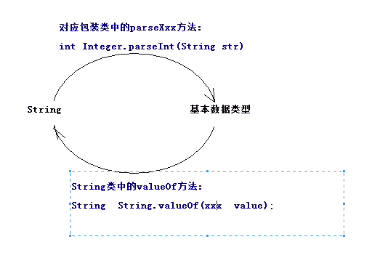 对应包装类中的parseXxx方法:
int Integer.parseInt(String str)
String
基本数据类型
String类中的valueOf方法:
String String.valueOf(xxx value);